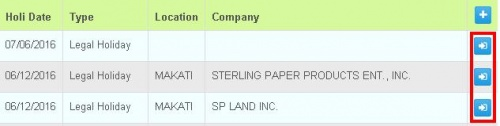 Holi Date Type Location Company
07/06/2016 Legal Holiday
06/12/2016 Legal Holiday MAKATI STERLING PAPER PRODUCTS ENT., INC.
06/12/2016 Legal Holiday MAKATI SP LAND INC.